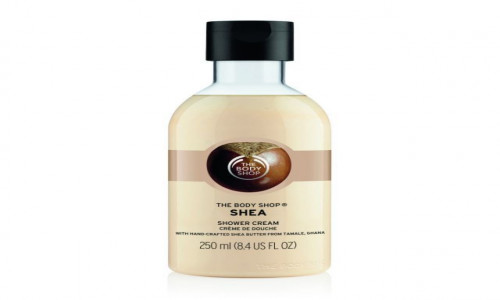 THE
BODY
SHOP
THE BODY SHOP®
SHEA
SHOWER CREAM
CRÈME DE DOUCHE
WITH HAND-CRAFTED SHEA BUTTER FROM TAMALE, GHANA
250 ml (8.4 US FL OZ)